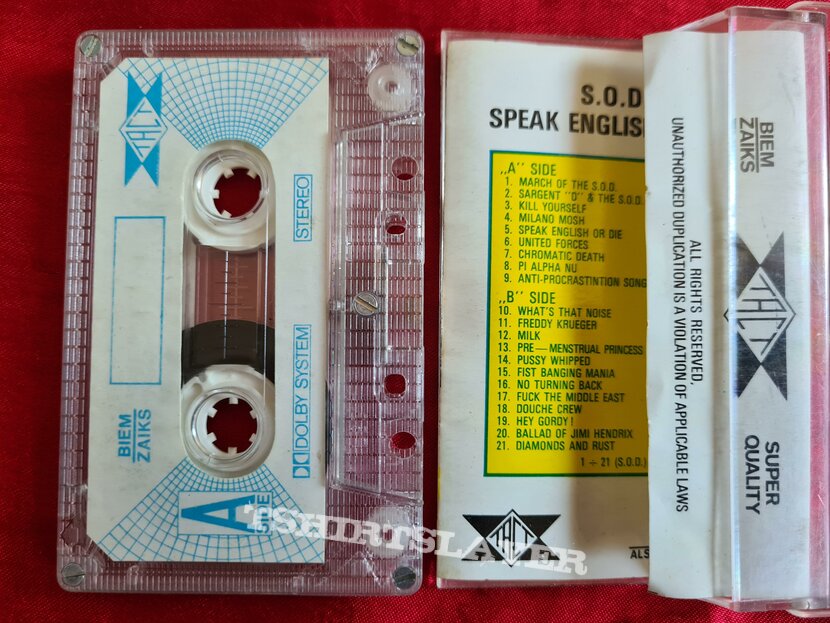 TACT
STEREO
DOLBY SYSTEM
BIEM
ZAIKS
A SIDE
S.O.D
SPEAK ENGLIS
„A" SIDE
1. MARCH OF THE S.O.D.
2. SARGENT "D" & THE S.O.D.
3. KILL YOURSELF
4. MILANO MOSH
5. SPEAK ENGLISH OR DIE
6. UNITED FORCES
7. CHROMATIC DEATH
8. PI ALPHA NU
9. ANTI-PROCRASTINTION SONG
„B" SIDE
10. WHAT'S THAT NOISE
11. FREDDY KRUEGER
12. MILK
13. PRE — MENSTRUAL PRINCESS
14. PUSSY WHIPPED
15. FIST BANGING MANIA
16. NO TURNING BACK
17. FUCK THE MIDDLE EAST
18. DOUCHE CREW
19. HEY GORDY!
20. BALLAD OF JIMI HENDRIX
21. DIAMONDS AND RUST
1 ÷ 21 (S.O.D.)
TACT
ALS
ALL RIGHTS RESERVED,
UNAUTHORIZED DUPLICATION IS A VIOLATION OF APPLICABLE LAWS
BIEM
ZAIKS
TACT
SUPER
QUALITY
TSHIRTSLAYER